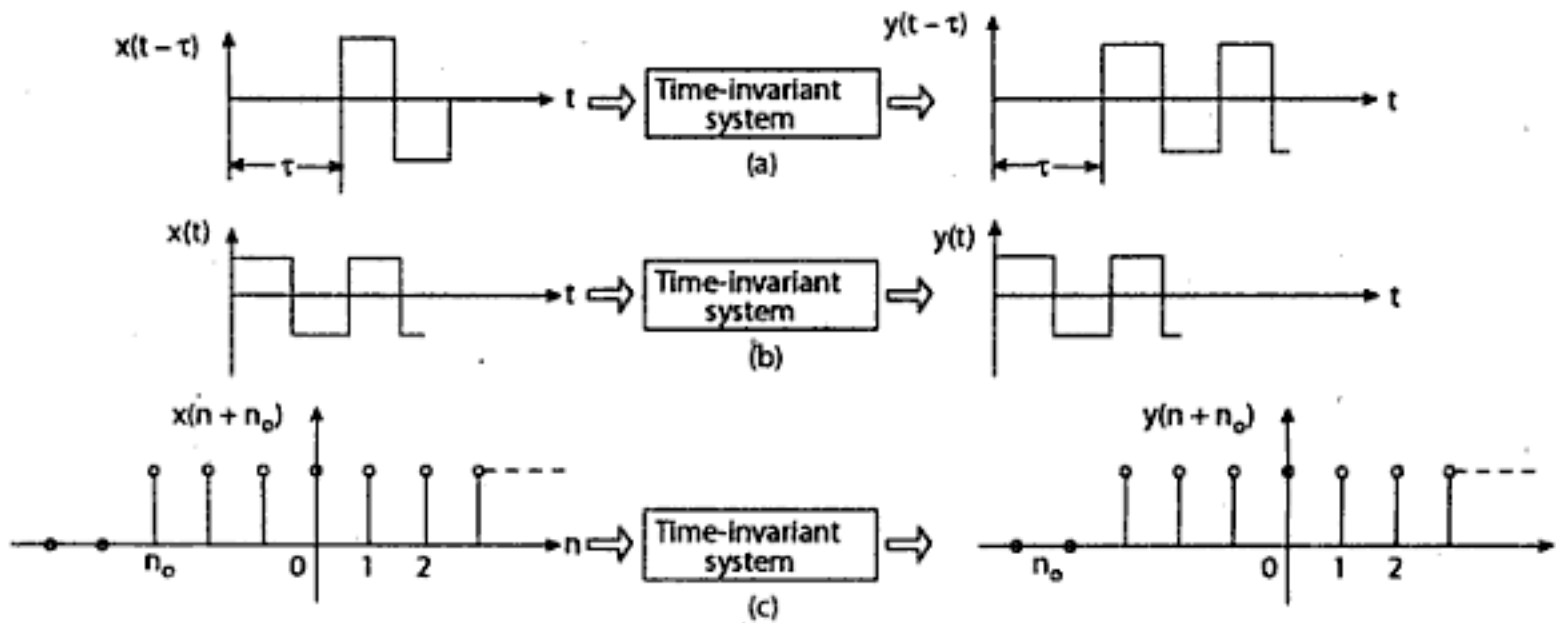 x(t – τ)
y(t – τ)
t
Time-invariant
system
t
τ
(a)
τ
x(t)
y(t)
t
Time-invariant
system
t
(b)
x(n + nₒ)
y(n + nₒ)
nₒ 0 1 2 n
Time-invariant
system
nₒ 0 1 2
(c)